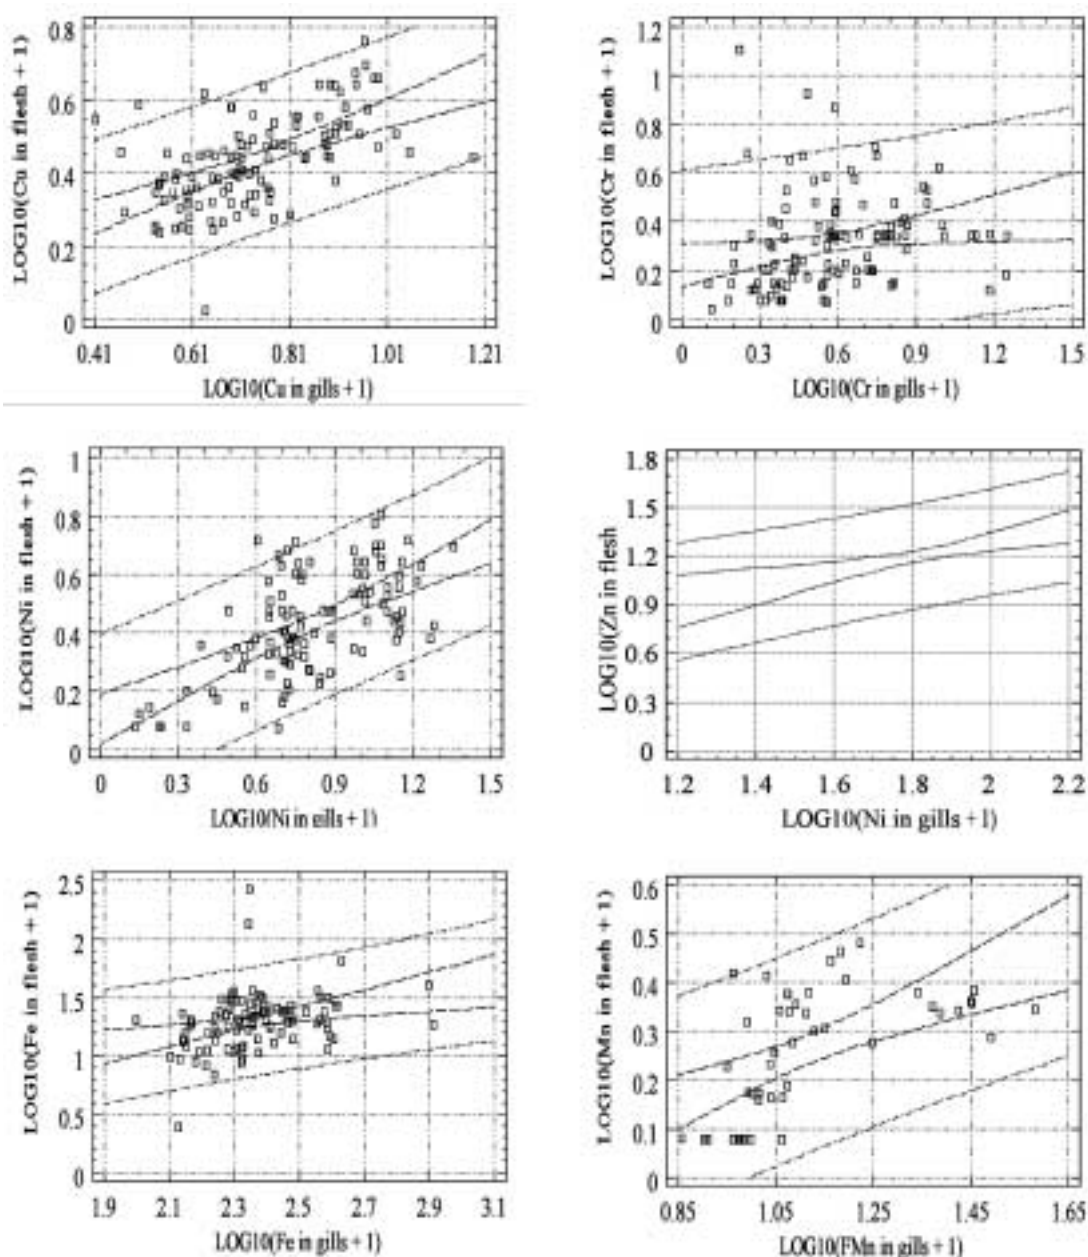 LOG10(Cu in flesh + 1)
0.8
0.6
0.4
0.2
0
0.41 0.61 0.81 1.01 1.21
LOG10(Cu in gills + 1)
LOG10(Cr in flesh + 1)
1.2
1
0.8
0.6
0.4
0.2
0
0 0.3 0.6 0.9 1.2 1.5
LOG10(Cr in gills + 1)
LOG10(Ni in flesh + 1)
1
0.8
0.6
0.4
0.2
0
0 0.3 0.6 0.9 1.2 1.5
LOG10(Ni in gills + 1)
LOG10(Zn in flesh
1.8
1.5
1.2
0.9
0.6
0.3
0
1.2 1.4 1.6 1.8 2 2.2
LOG10(Ni in gills + 1)
LOG10(Fe in flesh + 1)
2.5
2
1.5
1
0.5
0
1.9 2.1 2.3 2.5 2.7 2.9 3.1
LOG10(Fe in gills + 1)
LOG10(Mn in flesh + 1)
0.6
0.5
0.4
0.3
0.2
0.1
0
0.85 1.05 1.25 1.45 1.65
LOG10(FMn in gills + 1)